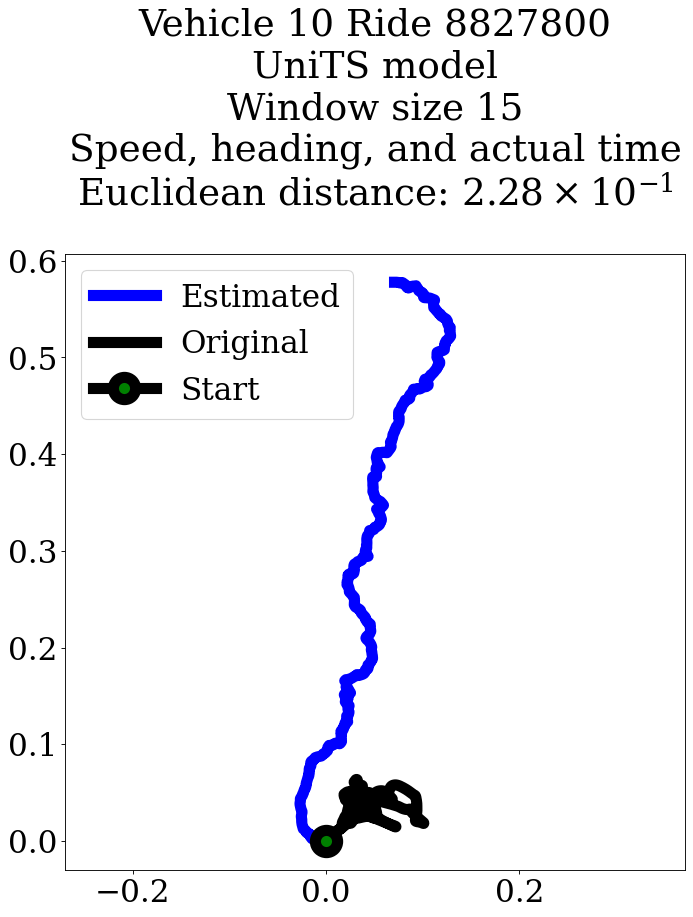 Vehicle 10 Ride 8827800
UniTS model
Window size 15
Speed, heading, and actual time
Euclidean distance: 2.28 × 10⁻¹
0.6
Estimated
Original
Start
0.5
0.4
0.3
0.2
0.1
0.0
−0.2 0.0 0.2